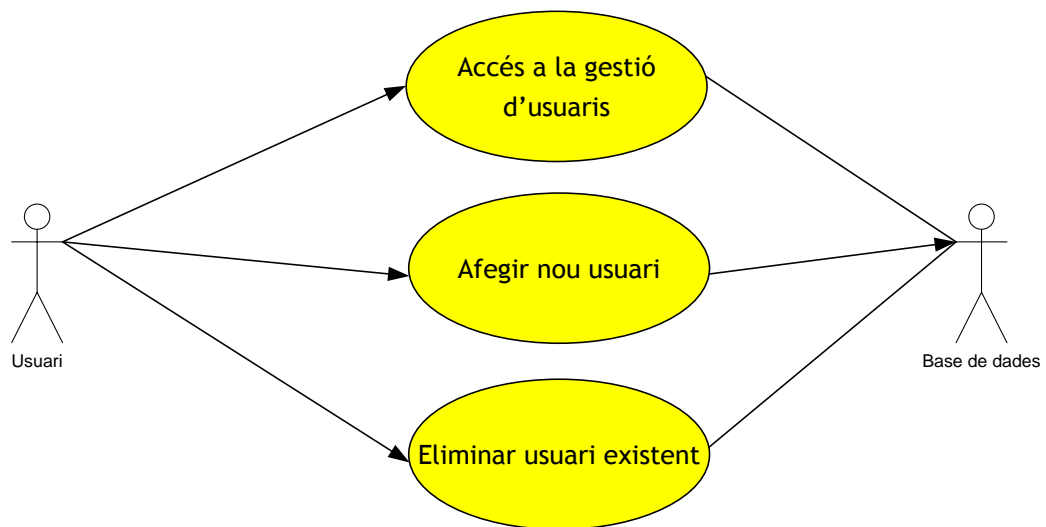 Accés a la gestió
d’usuaris
Afegir nou usuari
Usuari
Base de dades
Eliminar usuari existent